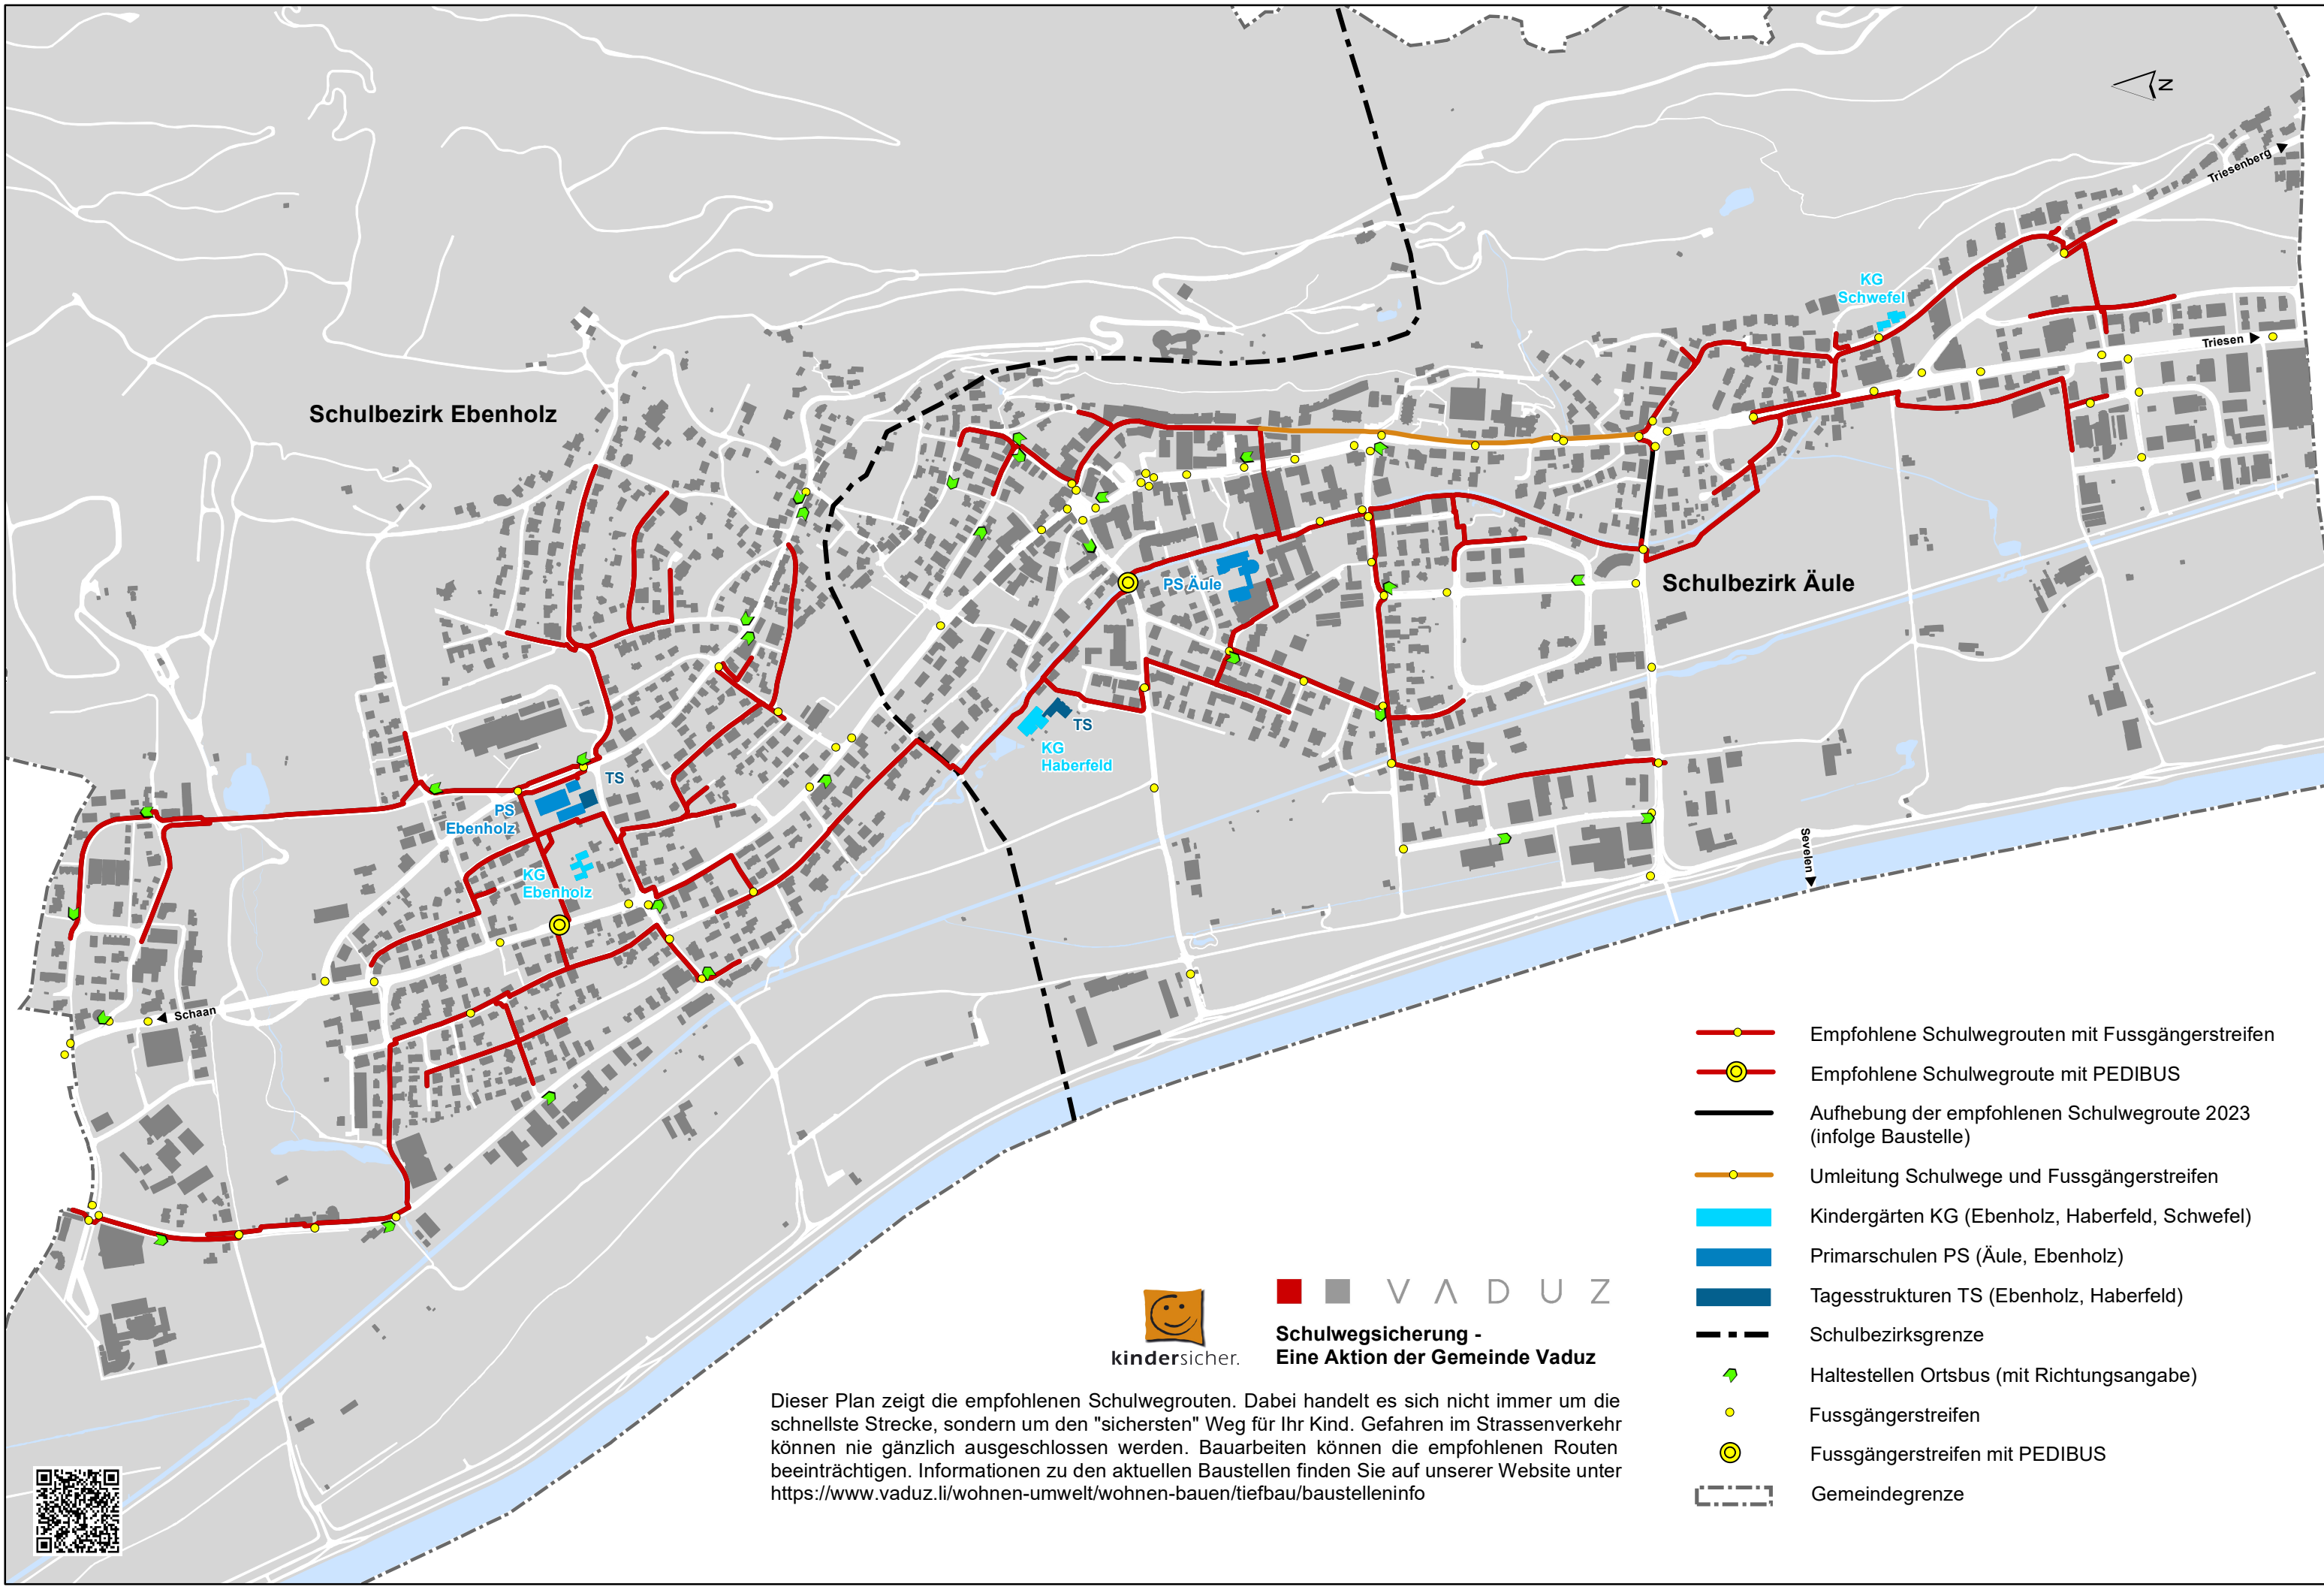 N
Triesenberg
KG
Schwefel
Triesen
Schulbezirk Ebenholz
PS Äule
Schulbezirk Äule
TS
KG
Haberfeld
TS
PS
Ebenholz
KG
Ebenholz
Sevelen
Schaan
Empfohlene Schulwegrouten mit Fussgängerstreifen
Empfohlene Schulwegroute mit PEDIBUS
Aufhebung der empfohlenen Schulwegroute 2023
(infolge Baustelle)
Umleitung Schulwege und Fussgängerstreifen
Kindergärten KG (Ebenholz, Haberfeld, Schwefel)
Primarschulen PS (Äule, Ebenholz)
Tagesstrukturen TS (Ebenholz, Haberfeld)
Schulbezirksgrenze
Haltestellen Ortsbus (mit Richtungsangabe)
Fussgängerstreifen
Fussgängerstreifen mit PEDIBUS
Gemeindegrenze
VADUZ
kindersicher.
Schulwegsicherung -
Eine Aktion der Gemeinde Vaduz
Dieser Plan zeigt die empfohlenen Schulwegrouten. Dabei handelt es sich nicht immer um die
schnellste Strecke, sondern um den "sichersten" Weg für Ihr Kind. Gefahren im Strassenverkehr
können nie gänzlich ausgeschlossen werden. Bauarbeiten können die empfohlenen Routen
beeinträchtigen. Informationen zu den aktuellen Baustellen finden Sie auf unserer Website unter
https://www.vaduz.li/wohnen-umwelt/wohnen-bauen/tiefbau/baustelleninfo